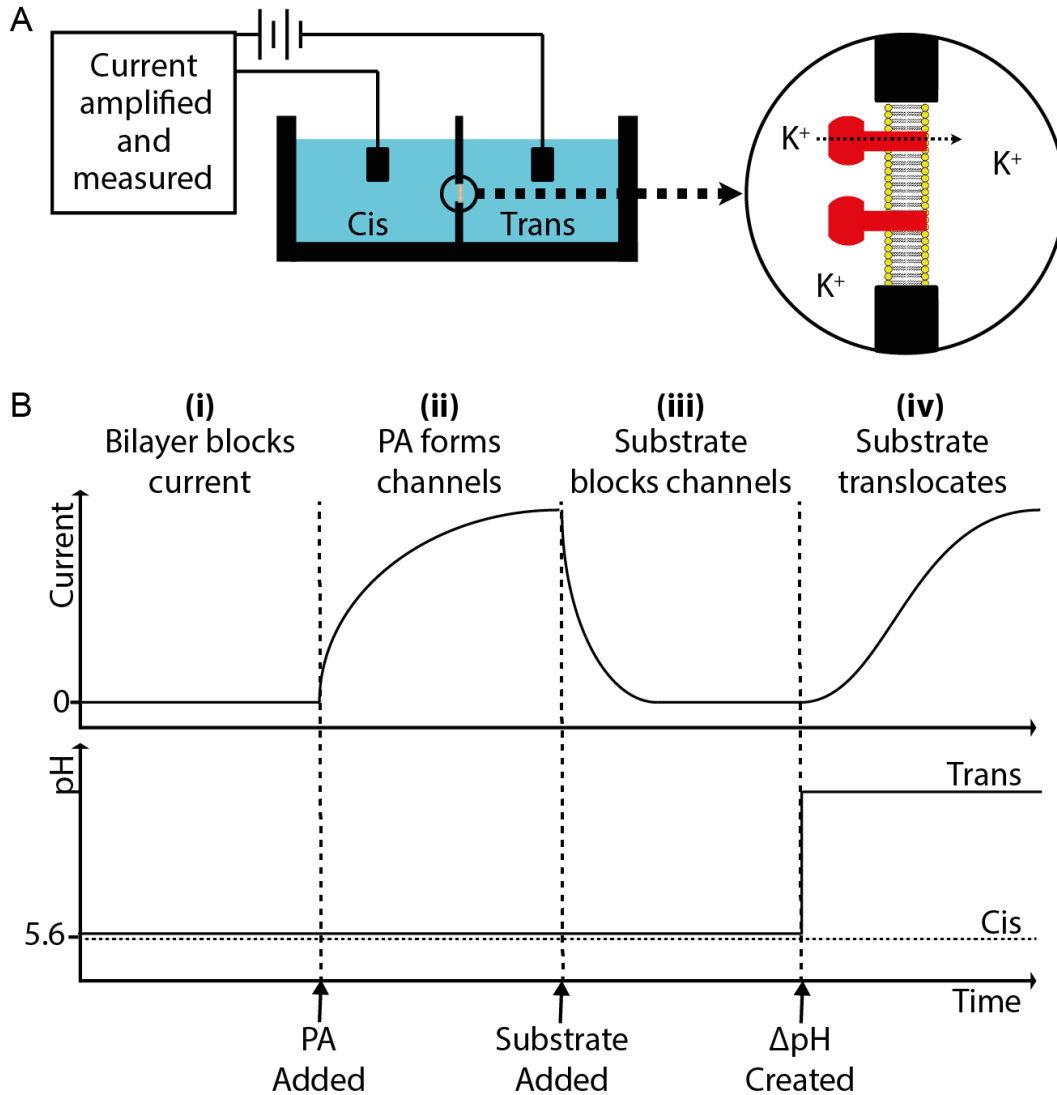 A
Current
amplified
and
measured
Cis
Trans
K⁺
K⁺
K⁺
B
(i)
Bilayer blocks
current
(ii)
PA forms
channels
(iii)
Substrate
blocks channels
(iv)
Substrate
translocates
Current
0
pH
Trans
5.6
Cis
Time
PA
Added
Substrate
Added
ΔpH
Created